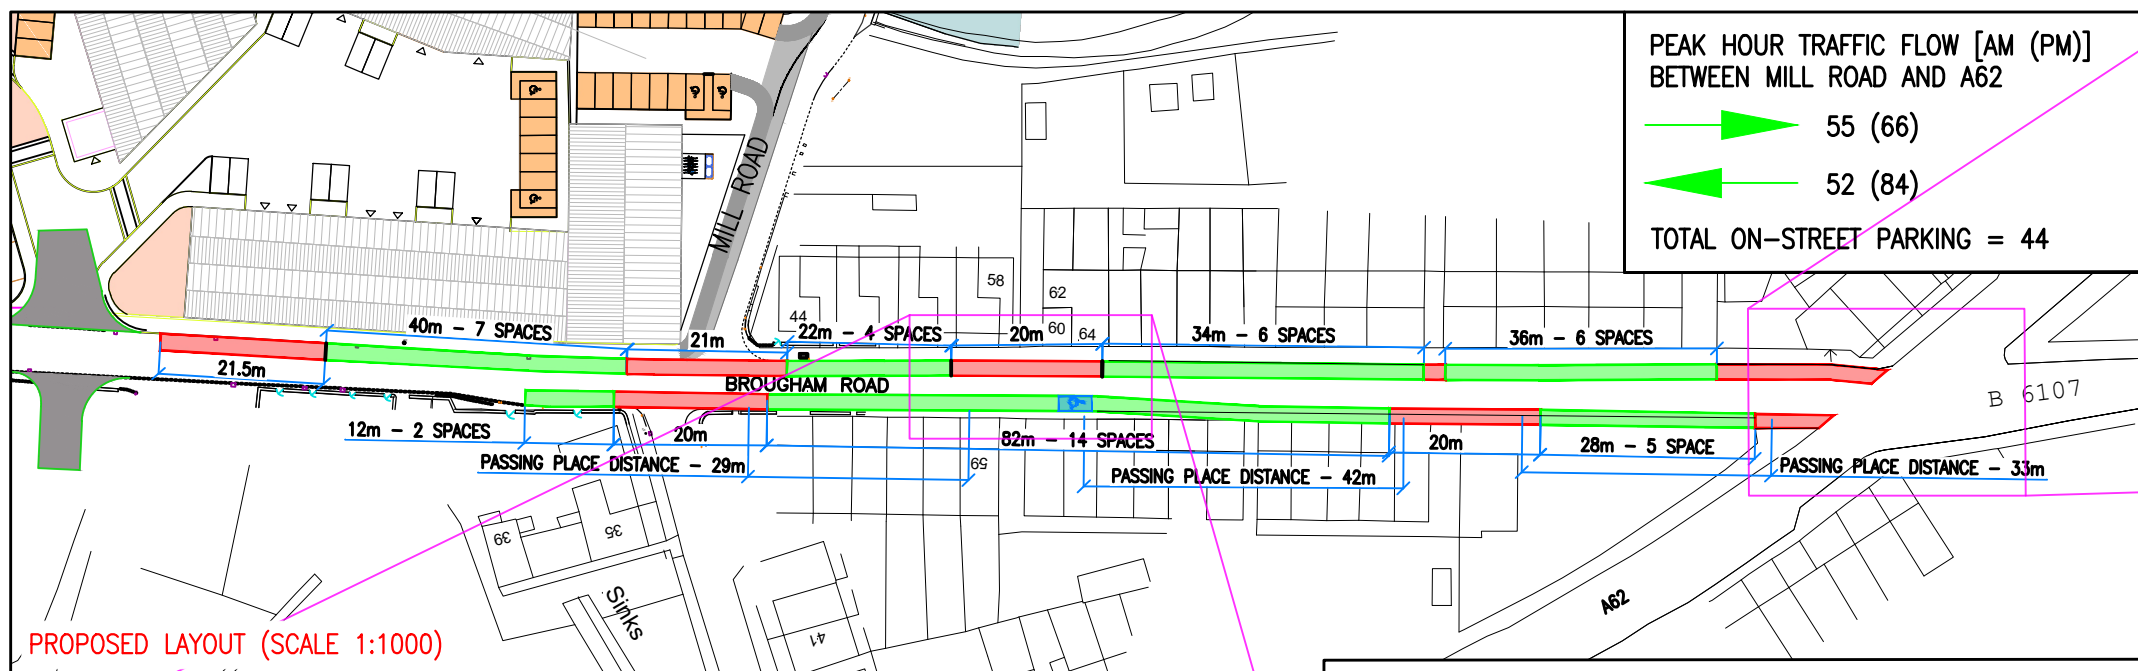 PEAK HOUR TRAFFIC FLOW [AM (PM)]
BETWEEN MILL ROAD AND A62
55 (66)
52 (84)
TOTAL ON-STREET PARKING = 44
MILL ROAD
58
62
44
60
64
40m - 7 SPACES
21m
22m - 4 SPACES
20m
34m - 6 SPACES
36m - 6 SPACES
21.5m
BROUGHAM ROAD
B 6107
12m - 2 SPACES
20m
82m - 14 SPACES
20m
28m - 5 SPACE
PASSING PLACE DISTANCE - 29m
59
PASSING PLACE DISTANCE - 42m
PASSING PLACE DISTANCE - 33m
39
35
Sinks
41
A62
PROPOSED LAYOUT (SCALE 1:1000)